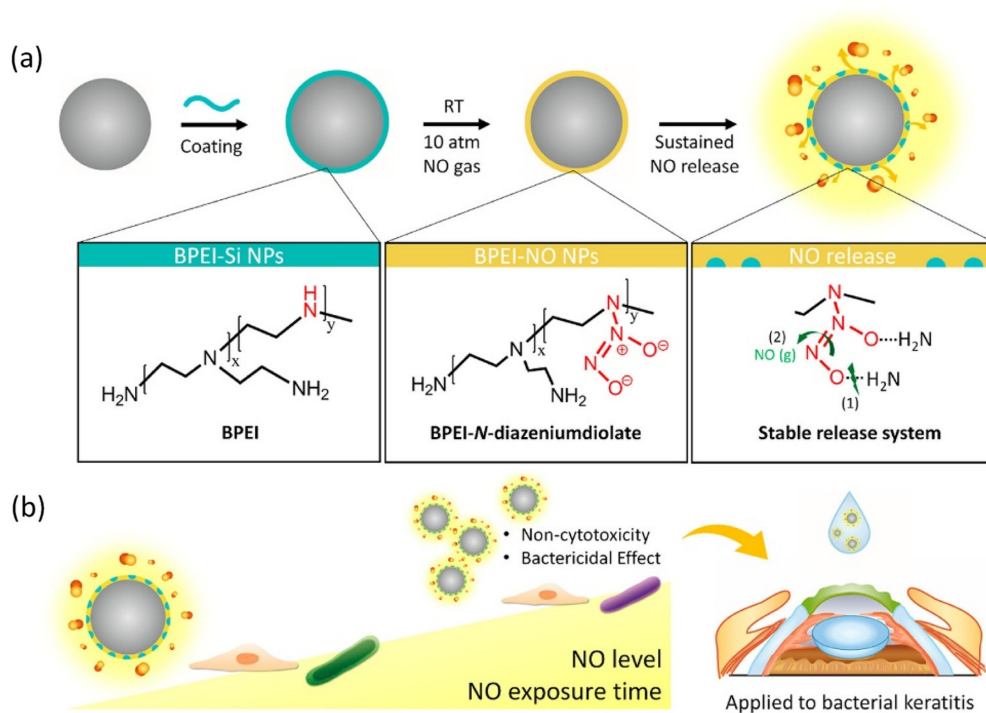 (a)
Coating
RT
10 atm
NO gas
Sustained
NO release
BPEI-Si NPs
H
N
y
N
x
H₂N
NH₂
BPEI
BPEI-NO NPs
N
y
N
N
x
⊕
O⊖
N
O⊖
H₂N
NH₂
BPEI-N-diazeniumdiolate
NO release
N
N
(2)
NO (g)
O
H₂N
N
O
H₂N
(1)
Stable release system
(b)
• Non-cytotoxicity
• Bactericidal Effect
NO level
NO exposure time
Applied to bacterial keratitis